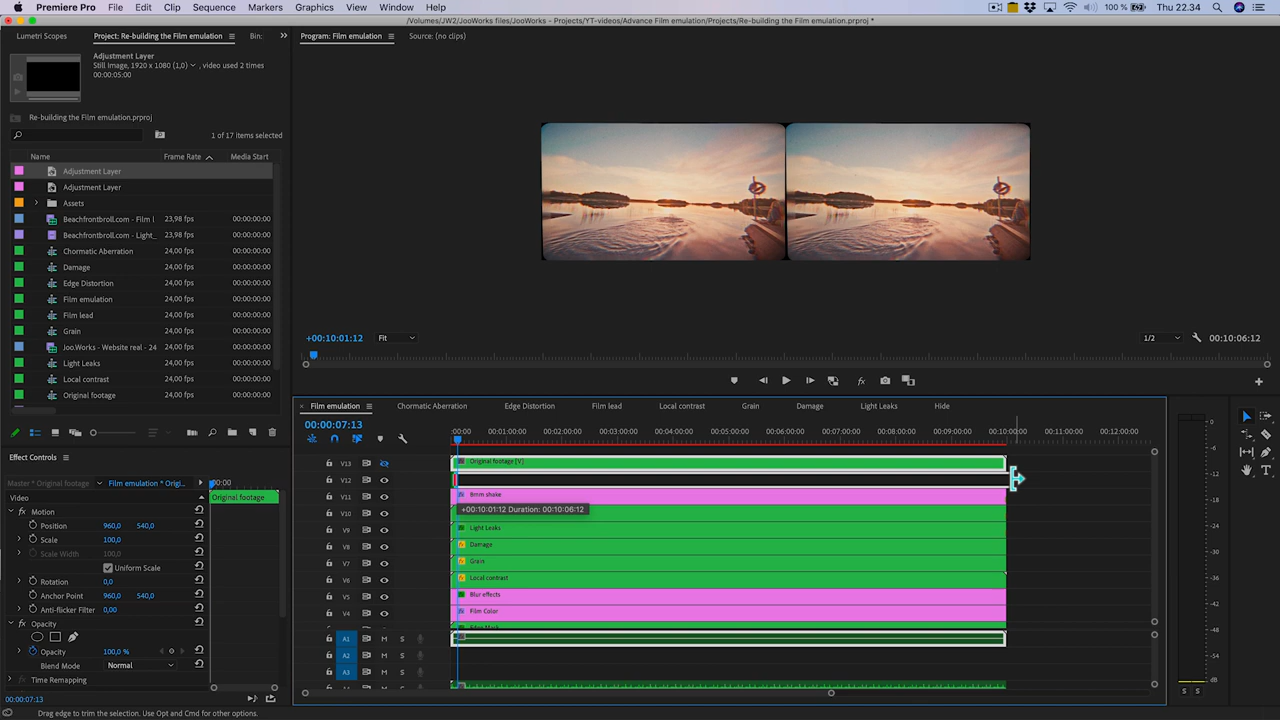 Premiere Pro File Edit Clip Sequence Markers Graphics View Window Help 100 % Thu 22.34
/Volumes/JW2/JooWorks files/JooWorks - Projects/YT-videos/Advance Film emulation/Projects/Re-building the Film emulation.prproj *
Lumetri Scopes Project: Re-building the Film emulation Bin: Program: Film emulation Source: (no clips)
Adjustment Layer
Still Image, 1920 x 1080 (1,0) , video used 2 times
00:00:05:00
Re-building the Film emulation.prproj
1 of 17 items selected
Name Frame Rate Media Start
Adjustment Layer
Adjustment Layer
Assets
Beachfrontbroll.com - Film l 23,98 fps 00:00:00:00
Beachfrontbroll.com - Light_ 23,98 fps 00:00:00:00
Chormatic Aberration 24,00 fps 00:00:00:00
Damage 24,00 fps 00:00:00:00
Edge Distortion 24,00 fps 00:00:00:00
Film emulation 24,00 fps 00:00:00:00
Film lead 24,00 fps 00:00:00:00
Grain 24,00 fps 00:00:00:00
Joo.Works - Website real - 24 24,00 fps 00:00:00:00
Light Leaks 24,00 fps 00:00:00:00
Local contrast 24,00 fps 00:00:00:00
Original footage 24,00 fps 00:00:00:00
+00:10:01:12 Fit 1/2 00:10:06:12
Film emulation Chormatic Aberration Edge Distortion Film lead Local contrast Grain Damage Light Leaks Hide
00:00:07:13
:00:00 00:01:00:00 00:02:00:00 00:03:00:00 00:04:00:00 00:05:00:00 00:06:00:00 00:07:00:00 00:08:00:00 00:09:00:00 00:10:00:00 00:11:00:00 00:12:00:00
V13 Original footage [V]
V12
V11 8mm shake
+00:10:01:12 Duration: 00:10:06:12
V10
Light Leaks
V8 Damage
V7 Grain
V6 Local contrast
V5 Blur effects
V4 Film Color
A1 M S
A2 M S
A3 M S
Effect Controls
Master * Original footage Film emulation * Origi... :00:00
Video Original footage
fx Motion
Position 960,0 540,0
Scale 100,0
Scale Width 100,0
Uniform Scale
Rotation 0,0
Anchor Point 960,0 540,0
Anti-flicker Filter 0,00
fx Opacity
Opacity 100,0 %
Blend Mode Normal
Time Remapping
00:00:07:13
0
-6
-12
-18
-24
-30
-36
-42
-48
-54
dB
S S
Drag edge to trim the selection. Use Opt and Cmd for other options.